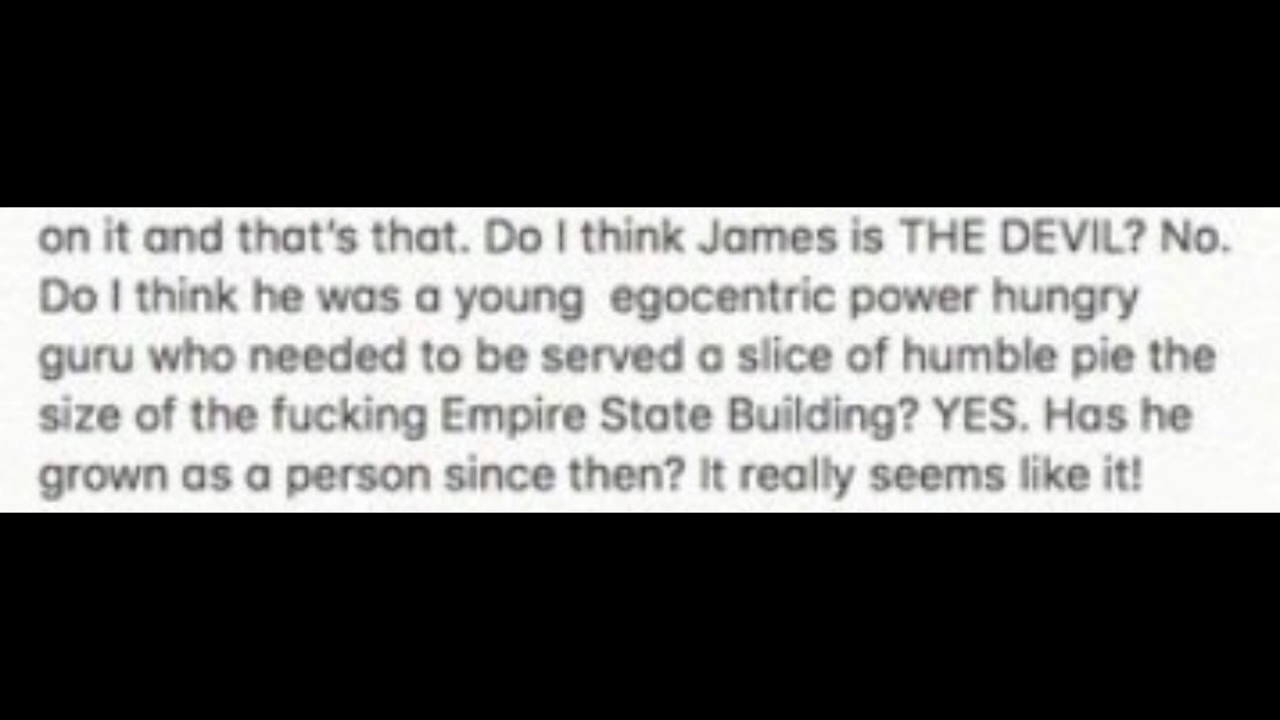 on it and that's that. Do I think James is THE DEVIL? No.
Do I think he was a young  egocentric power hungry
guru who needed to be served a slice of humble pie the
size of the fucking Empire State Building? YES. Has he
grown as a person since then? It really seems like it!